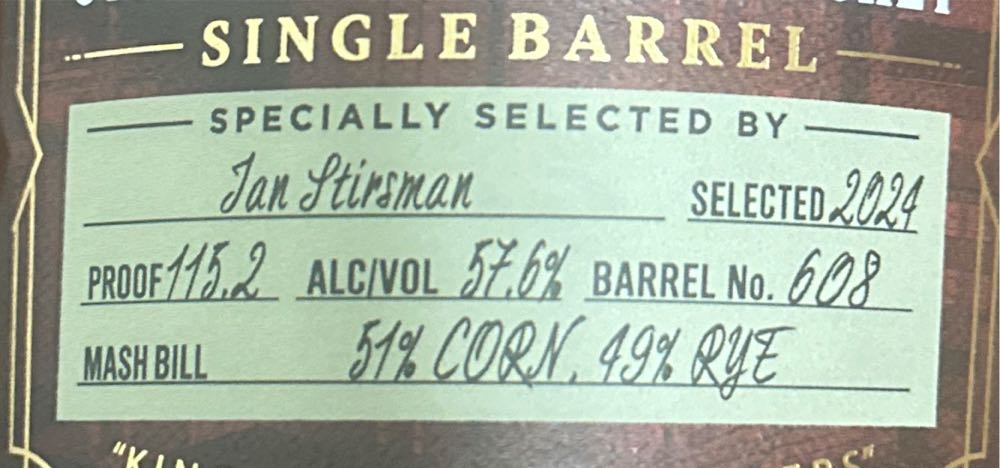 SINGLE BARREL
SPECIALLY SELECTED BY
Jan Stirsman SELECTED 2024
PROOF 115.2 ALC/VOL 57.6% BARREL No. 608
MASH BILL 51% CORN, 49% RYE